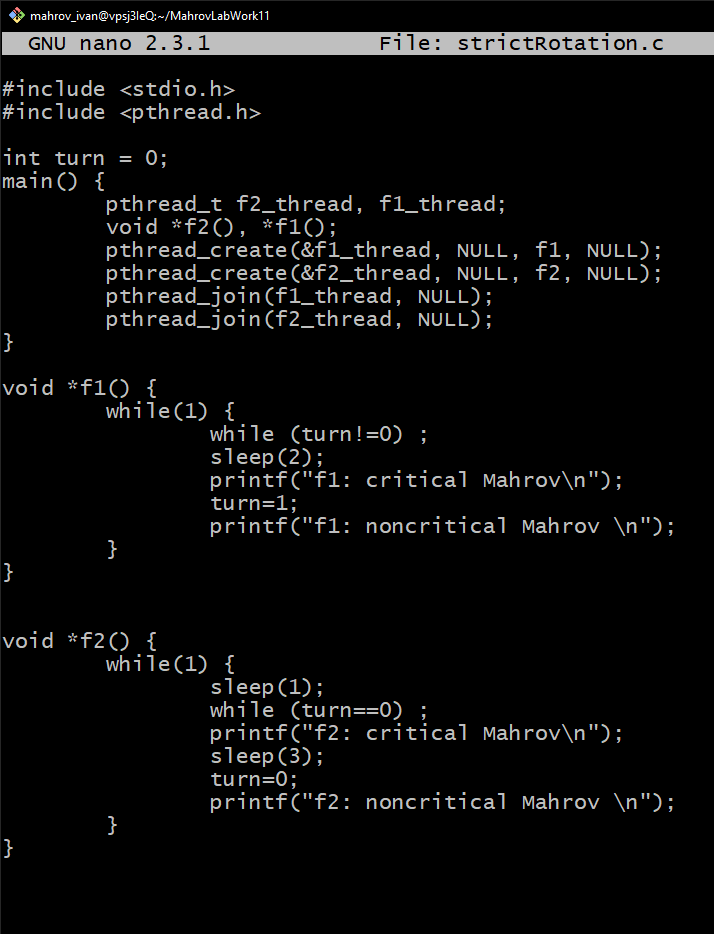 mahrov_ivan@vpsj3leQ:~/MahrovLabWork11
GNU nano 2.3.1 File: strictRotation.c
#include <stdio.h>
#include <pthread.h>
int turn = 0;
main() {
pthread_t f2_thread, f1_thread;
void *f2(), *f1();
pthread_create(&f1_thread, NULL, f1, NULL);
pthread_create(&f2_thread, NULL, f2, NULL);
pthread_join(f1_thread, NULL);
pthread_join(f2_thread, NULL);
}
void *f1() {
while(1) {
while (turn!=0) ;
sleep(2);
printf("f1: critical Mahrov\n");
turn=1;
printf("f1: noncritical Mahrov \n");
}
}
void *f2() {
while(1) {
sleep(1);
while (turn==0) ;
printf("f2: critical Mahrov\n");
sleep(3);
turn=0;
printf("f2: noncritical Mahrov \n");
}
}